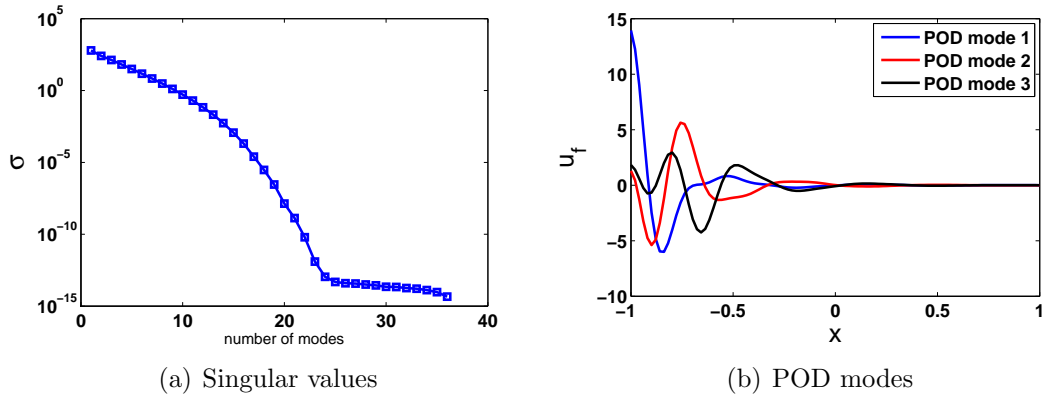 10^5
10^0
10^−5
10^−10
10^−15
σ
0 10 20 30 40
number of modes
(a) Singular values
15
10
5
0
−5
−10
u_f
−1 −0.5 0 0.5 1
x
POD mode 1
POD mode 2
POD mode 3
(b) POD modes